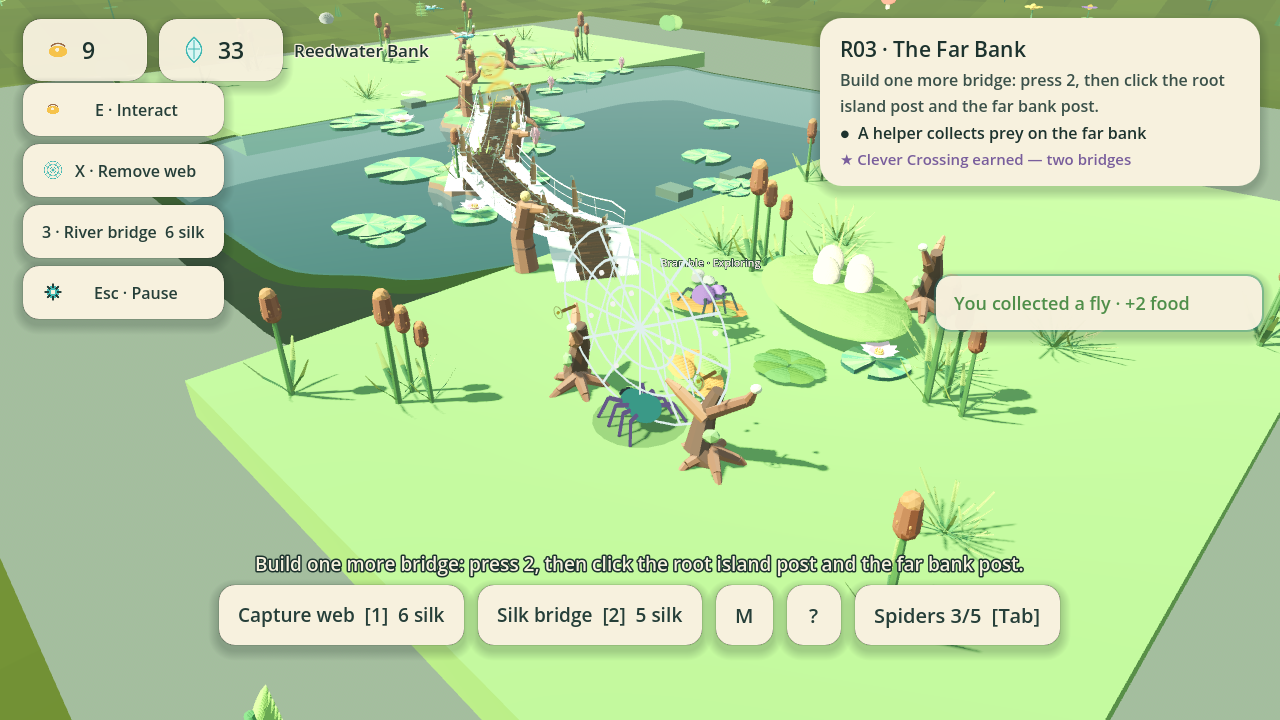 9
33
Reedwater Bank
E · Interact
X · Remove web
3 · River bridge 6 silk
Esc · Pause
R03 · The Far Bank
Build one more bridge: press 2, then click the root
island post and the far bank post.
● A helper collects prey on the far bank
★ Clever Crossing earned — two bridges
Bramble · Exploring
You collected a fly · +2 food
Build one more bridge: press 2, then click the root island post and the far bank post.
Capture web [1] 6 silk
Silk bridge [2] 5 silk
M
?
Spiders 3/5 [Tab]